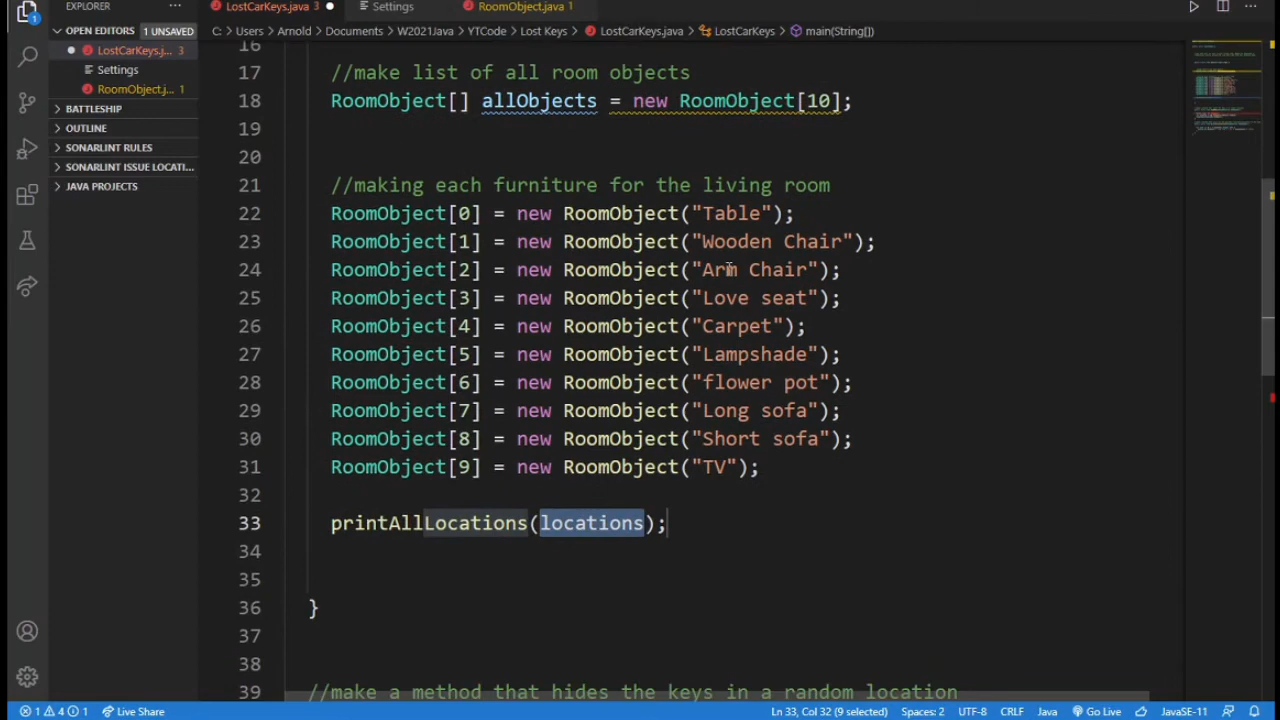 EXPLORER ··· LostCarKeys.java 3 ● Settings RoomObject.java 1 ···
1
OPEN EDITORS 1 UNSAVED C: > Users > Arnold > Documents > W2021Java > YTCode > Lost Keys > LostCarKeys.java > LostCarKeys > main(String[])
● LostCarKeys.j... 3
Settings
RoomObject.j... 1
BATTLESHIP
OUTLINE
SONARLINT RULES
SONARLINT ISSUE LOCATI...
JAVA PROJECTS
16
17 //make list of all room objects
18 RoomObject[] allObjects = new RoomObject[10];
19
20
21 //making each furniture for the living room
22 RoomObject[0] = new RoomObject("Table");
23 RoomObject[1] = new RoomObject("Wooden Chair");
24 RoomObject[2] = new RoomObject("Arm Chair");
25 RoomObject[3] = new RoomObject("Love seat");
26 RoomObject[4] = new RoomObject("Carpet");
27 RoomObject[5] = new RoomObject("Lampshade");
28 RoomObject[6] = new RoomObject("flower pot");
29 RoomObject[7] = new RoomObject("Long sofa");
30 RoomObject[8] = new RoomObject("Short sofa");
31 RoomObject[9] = new RoomObject("TV");
32
33 printAllLocations(locations);
34
35
36 }
37
38
39 //make a method that hides the keys in a random location
1 4 1 Live Share Ln 33, Col 32 (9 selected) Spaces: 2 UTF-8 CRLF Java Go Live JavaSE-11